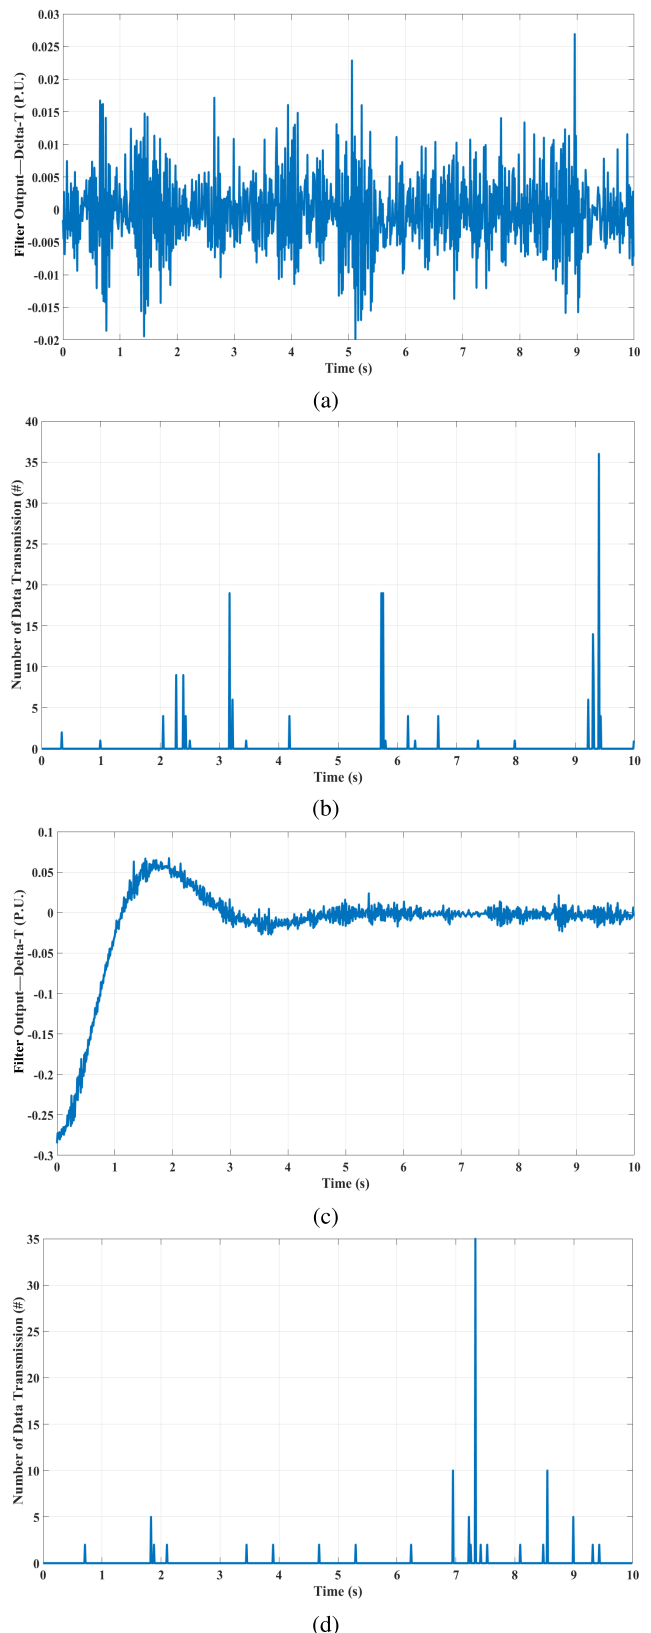 0.03
0.025
0.02
0.015
0.01
0.005
0
-0.005
-0.01
-0.015
-0.02
Filter Output—Delta-T (P.U.)
0 1 2 3 4 5 6 7 8 9 10
Time (s)
(a)
40
35
30
25
20
15
10
5
0
Number of Data Transmission (#)
0 1 2 3 4 5 6 7 8 9 10
Time (s)
(b)
0.1
0.05
0
-0.05
-0.1
-0.15
-0.2
-0.25
-0.3
Filter Output—Delta-T (P.U.)
0 1 2 3 4 5 6 7 8 9 10
Time (s)
(c)
35
30
25
20
15
10
5
0
Number of Data Transmission (#)
0 1 2 3 4 5 6 7 8 9 10
Time (s)
(d)